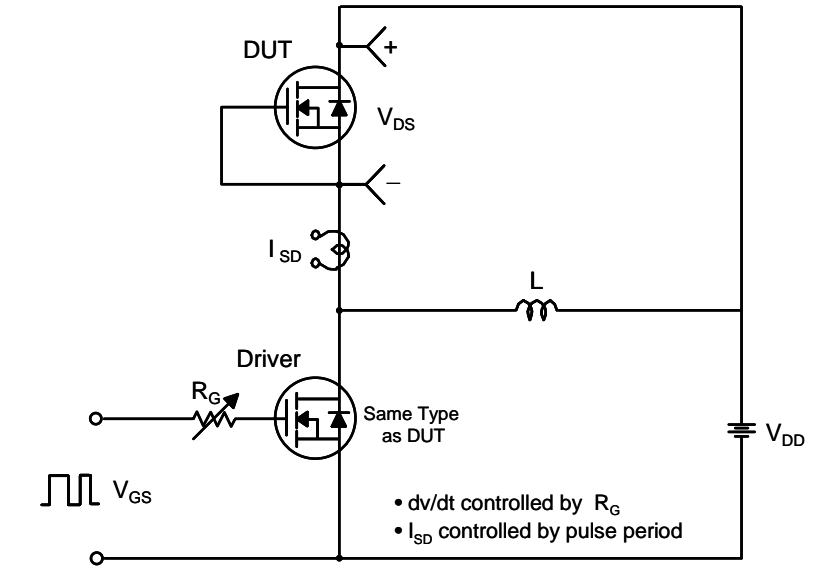 DUT
+
V_DS
–
I_SD
L
Driver
R_G
Same Type
as DUT
V_DD
V_GS
• dv/dt controlled by R_G
• I_SD controlled by pulse period